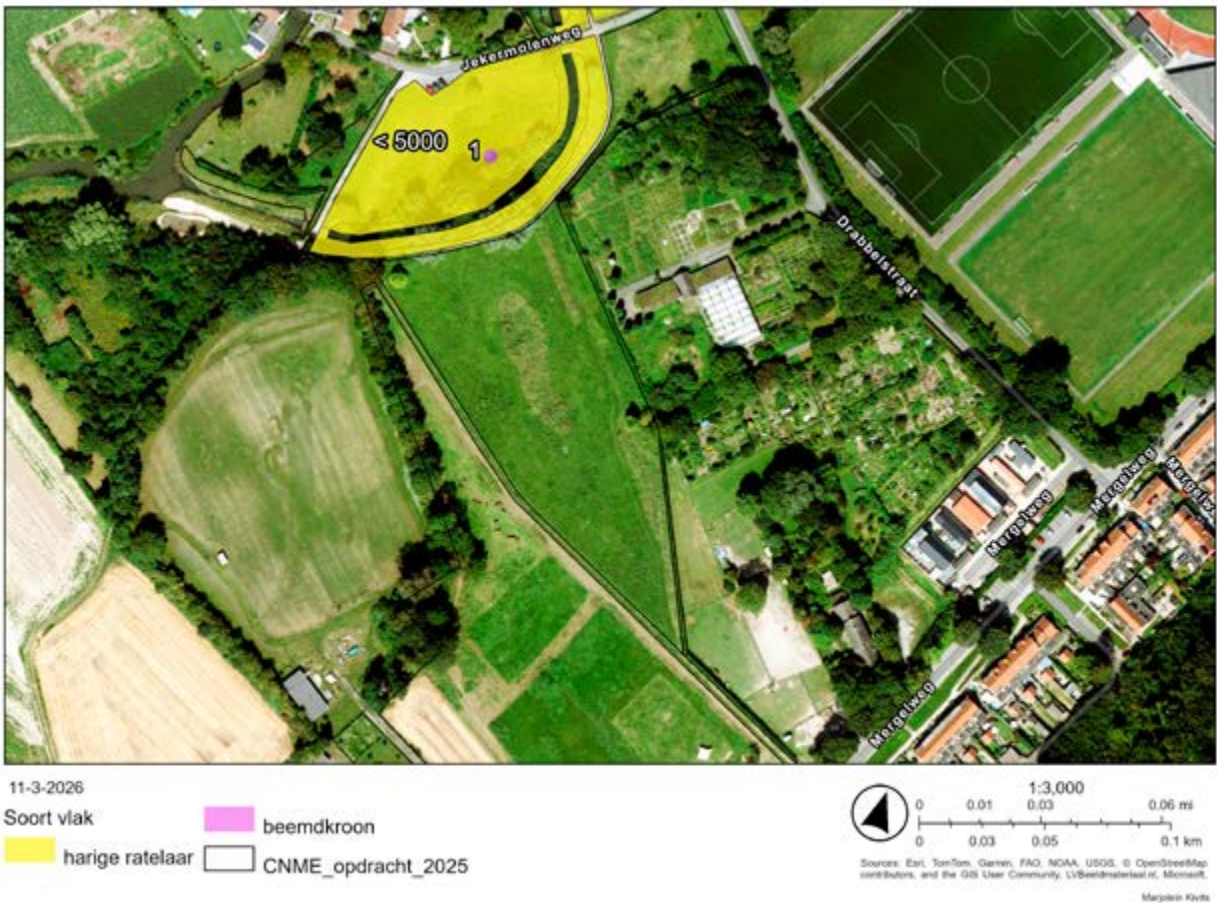 Jekermolenweg
< 5000
1
Drabbelstraat
Mergelweg
Mergelweg
Mergelweg
Mergelweg
11-3-2026
Soort vlak
harige ratelaar
beemdkroon
CNME_opdracht_2025
1:3,000
0 0.01 0.03 0.06 mi
0 0.03 0.05 0.1 km
Sources: Esri, TomTom, Garmin, FAO, NOAA, USGS, © OpenStreetMap
contributors, and the GIS User Community, LVBeeldmateriaal.nl, Microsoft,
Marjolein Kivits